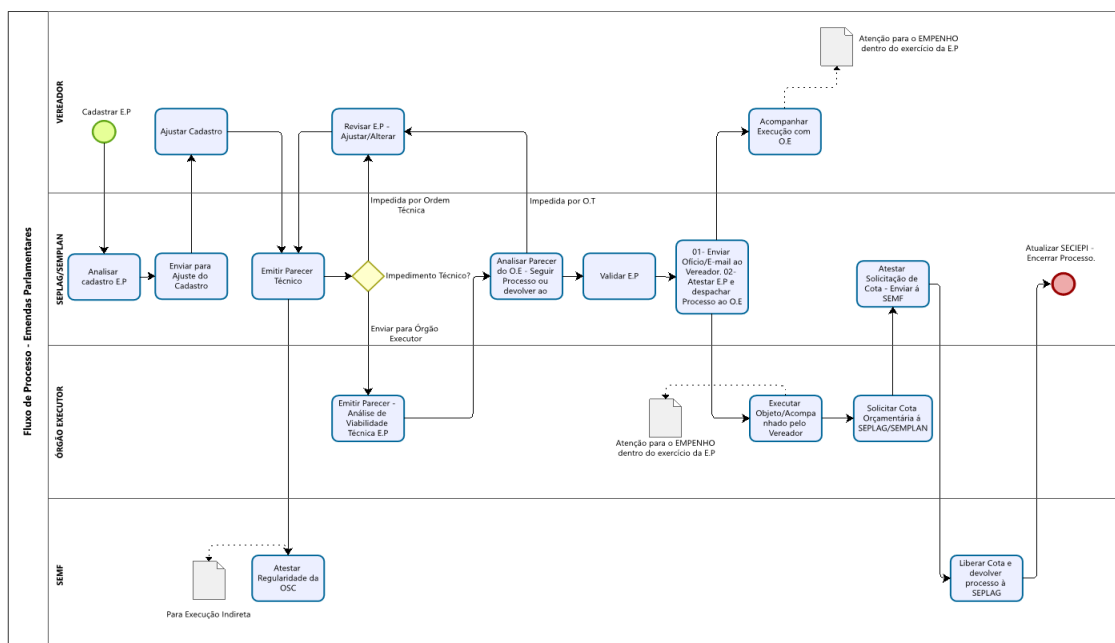 Fluxo de Processo - Emendas Parlamentares
VEREADOR
Cadastrar E.P
Ajustar Cadastro
Revisar E.P -
Ajustar/Alterar
Acompanhar
Execução com
O.E
Atenção para o EMPENHO
dentro do exercício da E.P
SEPLAG/SEMPLAN
Analisar
cadastro E.P
Enviar para
Ajuste do
Cadastro
Emitir Parecer
Técnico
Impedimento Técnico?
Impedida por Ordem
Técnica
Enviar para Órgão
Executor
Impedida por O.T
Analisar Parecer
do O.E - Seguir
Processo ou
devolver ao
Validar E.P
01- Enviar
Ofício/E-mail ao
Vereador. 02-
Atestar E.P e
despachar
Processo ao O.E
Atestar
Solicitação de
Cota - Enviar á
SEMF
Atualizar SECIEPI -
Encerrar Processo.
ÓRGÃO EXECUTOR
Emitir Parecer -
Análise de
Viabilidade
Técnica E.P
Atenção para o EMPENHO
dentro do exercício da E.P
Executar
Objeto/Acompa
nhado pelo
Vereador
Solicitar Cota
Orçamentária á
SEPLAG/SEMPLAN
SEMF
Para Execução Indireta
Atestar
Regularidade da
OSC
Liberar Cota e
devolver
processo à
SEPLAG